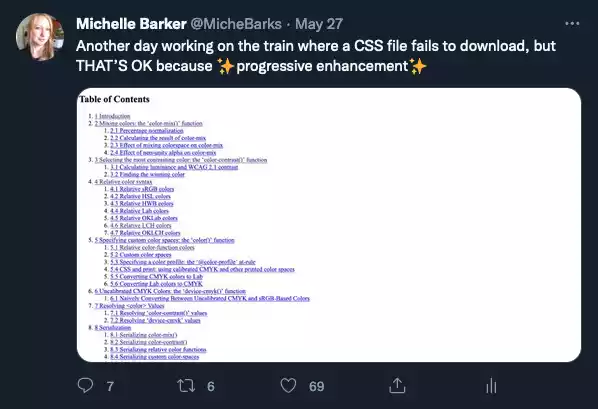 Michelle Barker @MicheBarks · May 27
Another day working on the train where a CSS file fails to download, but
THAT'S OK because ✨progressive enhancement✨
Table of Contents
1. 1 Introduction
2. 2 Mixing colors: the 'color-mix()' function
1. 2.1 Percentage normalization
2. 2.2 Calculating the result of color-mix
3. 2.3 Effect of mixing colorspace on color-mix
4. 2.4 Effect of non-unity alpha on color-mix
3. 3 Selecting the most contrasting color: the 'color-contrast()' function
1. 3.1 Calculating luminance and WCAG 2.1 contrast
2. 3.2 Finding the winning color
4. 4 Relative color syntax
1. 4.1 Relative sRGB colors
2. 4.2 Relative HSL colors
3. 4.3 Relative HWB colors
4. 4.4 Relative Lab colors
5. 4.5 Relative OKLab colors
6. 4.6 Relative LCH colors
7. 4.7 Relative OKLCH colors
5. 5 Specifying custom color spaces: the 'color()' function
1. 5.1 Relative color-function colors
2. 5.2 Custom color spaces
3. 5.3 Specifying a color profile: the '@color-profile' at-rule
4. 5.4 CSS and print: using calibrated CMYK and other printed color spaces
5. 5.5 Converting CMYK colors to Lab
6. 5.6 Converting Lab colors to CMYK
6. 6 Uncalibrated CMYK Colors: the 'device-cmyk()' function
1. 6.1 Naively Converting Between Uncalibrated CMYK and sRGB-Based Colors
7. 7 Resolving <color> Values
1. 7.1 Resolving 'color-contrast()' values
2. 7.2 Resolving 'device-cmyk' values
8. 8 Serialization
1. 8.1 Serializing color-mix()
2. 8.2 Serializing color-contrast()
3. 8.3 Serializing relative color functions
4. 8.4 Serializing custom color-spaces
7 6 69